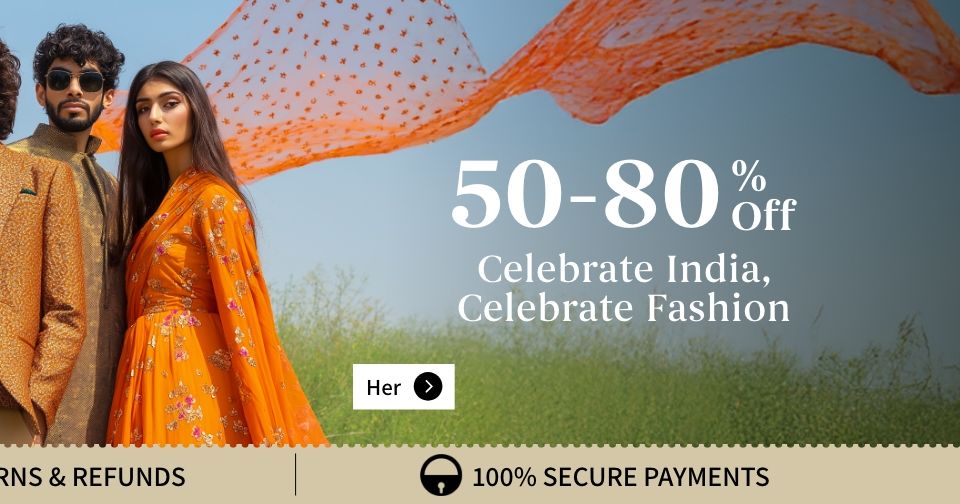 50-80%
Off
Celebrate India,
Celebrate Fashion
Her
RNS & REFUNDS
100% SECURE PAYMENTS